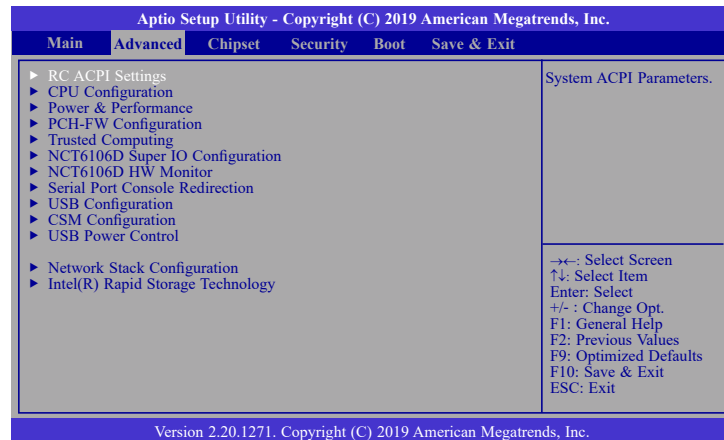 Aptio Setup Utility - Copyright (C) 2019 American Megatrends, Inc.
Main Advanced Chipset Security Boot Save & Exit
► RC ACPI Settings
► CPU Configuration
► Power & Performance
► PCH-FW Configuration
► Trusted Computing
► NCT6106D Super IO Configuration
► NCT6106D HW Monitor
► Serial Port Console Redirection
► USB Configuration
► CSM Configuration
► USB Power Control
► Network Stack Configuration
► Intel(R) Rapid Storage Technology
System ACPI Parameters.
→←: Select Screen
↑↓: Select Item
Enter: Select
+/- : Change Opt.
F1: General Help
F2: Previous Values
F9: Optimized Defaults
F10: Save & Exit
ESC: Exit
Version 2.20.1271. Copyright (C) 2019 American Megatrends, Inc.